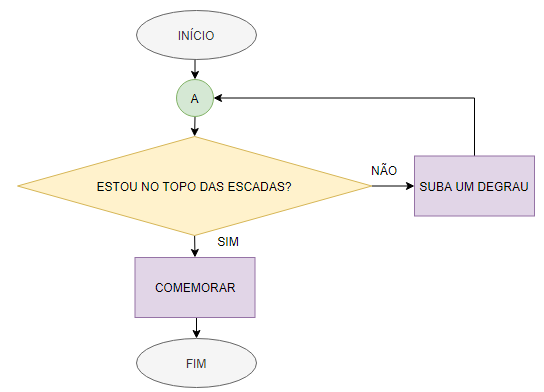 INÍCIO
A
ESTOU NO TOPO DAS ESCADAS?
NÃO
SUBA UM DEGRAU
SIM
COMEMORAR
FIM